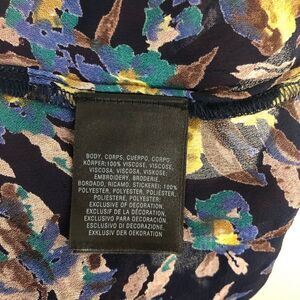 BODY, CORPS, CUERPO, CORPO:
KÖRPER:100% VISCOSE, VISCOSE,
VISCOSA, VISCOSA, VISKOSE.
EMBROIDERY, BRODERIE,
BORDADO, RICAMO, STICKEREI: 100%
POLYESTER, POLYESTER, POLIÉSTER,
POLIESTERE, POLYESTER.
EXCLUSIVE OF DECORATION
EXCLUSIF DE LA DÉCORATION.
EXCLUSIVO PARA DECORACIÓN
ESCLUSIVO DI DECORAZIONE.
EXKLUSIV DER DEKORATION